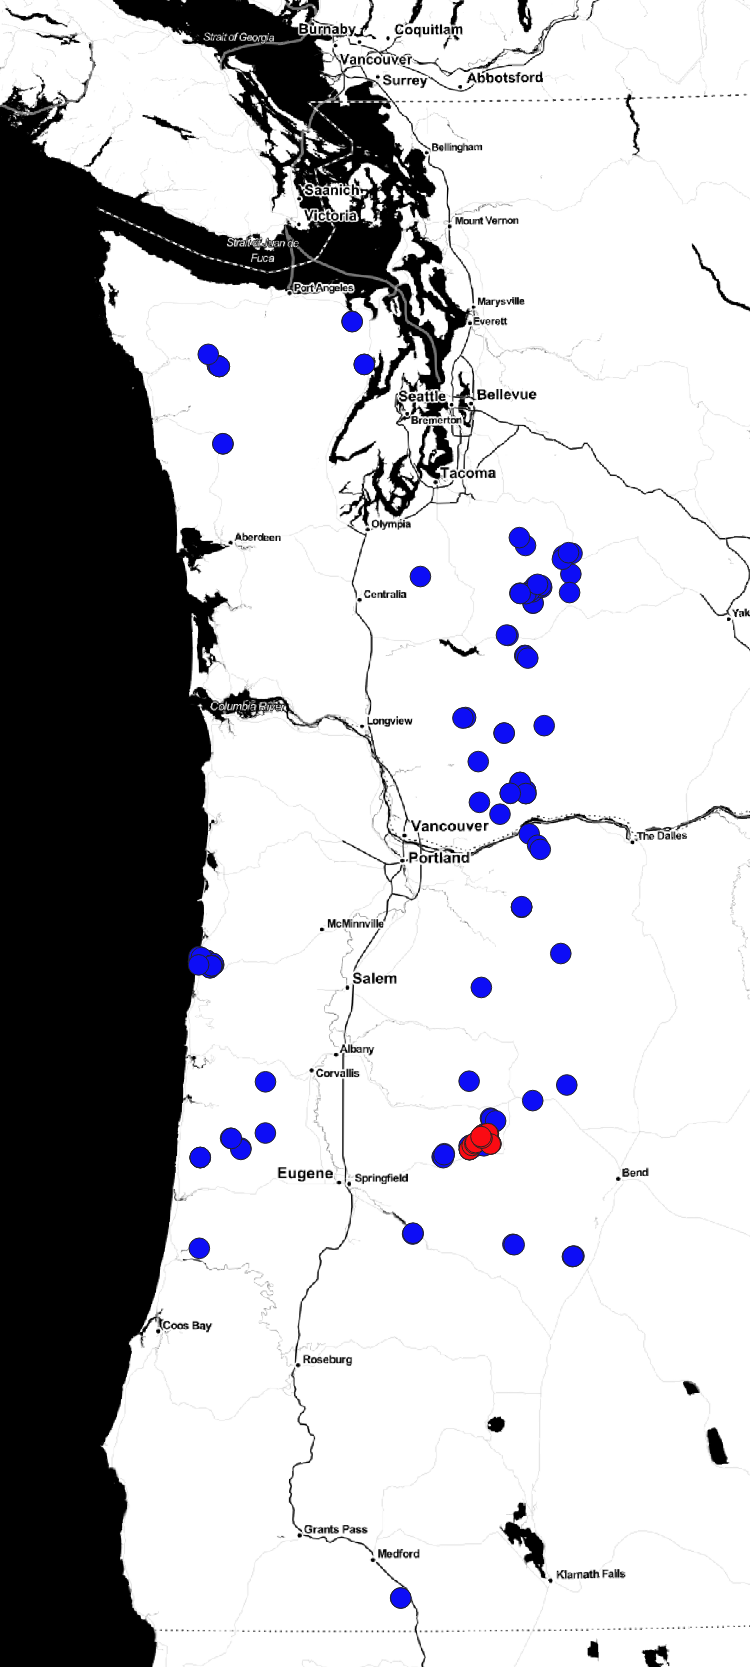 Burnaby
Coquitlam
Strait of Georgia
Vancouver
Surrey
Abbotsford
Bellingham
Saanich
Victoria
Mount Vernon
Strait of Juan de
Fuca
Port Angeles
Marysville
Everett
Seattle
Bellevue
Bremerton
Tacoma
Olympia
Aberdeen
Centralia
Yak
Columbia River
Longview
Vancouver
The Dalles
Portland
McMinnville
Salem
Albany
Corvallis
Eugene
Springfield
Bend
Coos Bay
Roseburg
Grants Pass
Medford
Klamath Falls